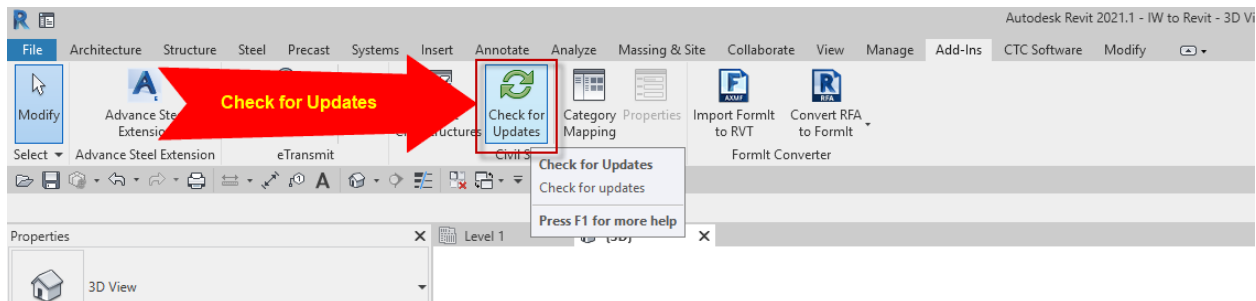 Autodesk Revit 2021.1 - IW to Revit - 3D Vi
File Architecture Structure Steel Precast Systems Insert Annotate Analyze Massing & Site Collaborate View Manage Add-Ins CTC Software Modify
Check for Updates
Modify
Advance Ste
Extensio
Check for
Updates
Category
Mapping
Properties
Import FormIt
to RVT
Convert RFA
to FormIt
AXMF
RFA
Select Advance Steel Extension eTransmit Civil S FormIt Converter
Check for Updates
Check for updates
Press F1 for more help
Properties
Level 1
(3D)
3D View